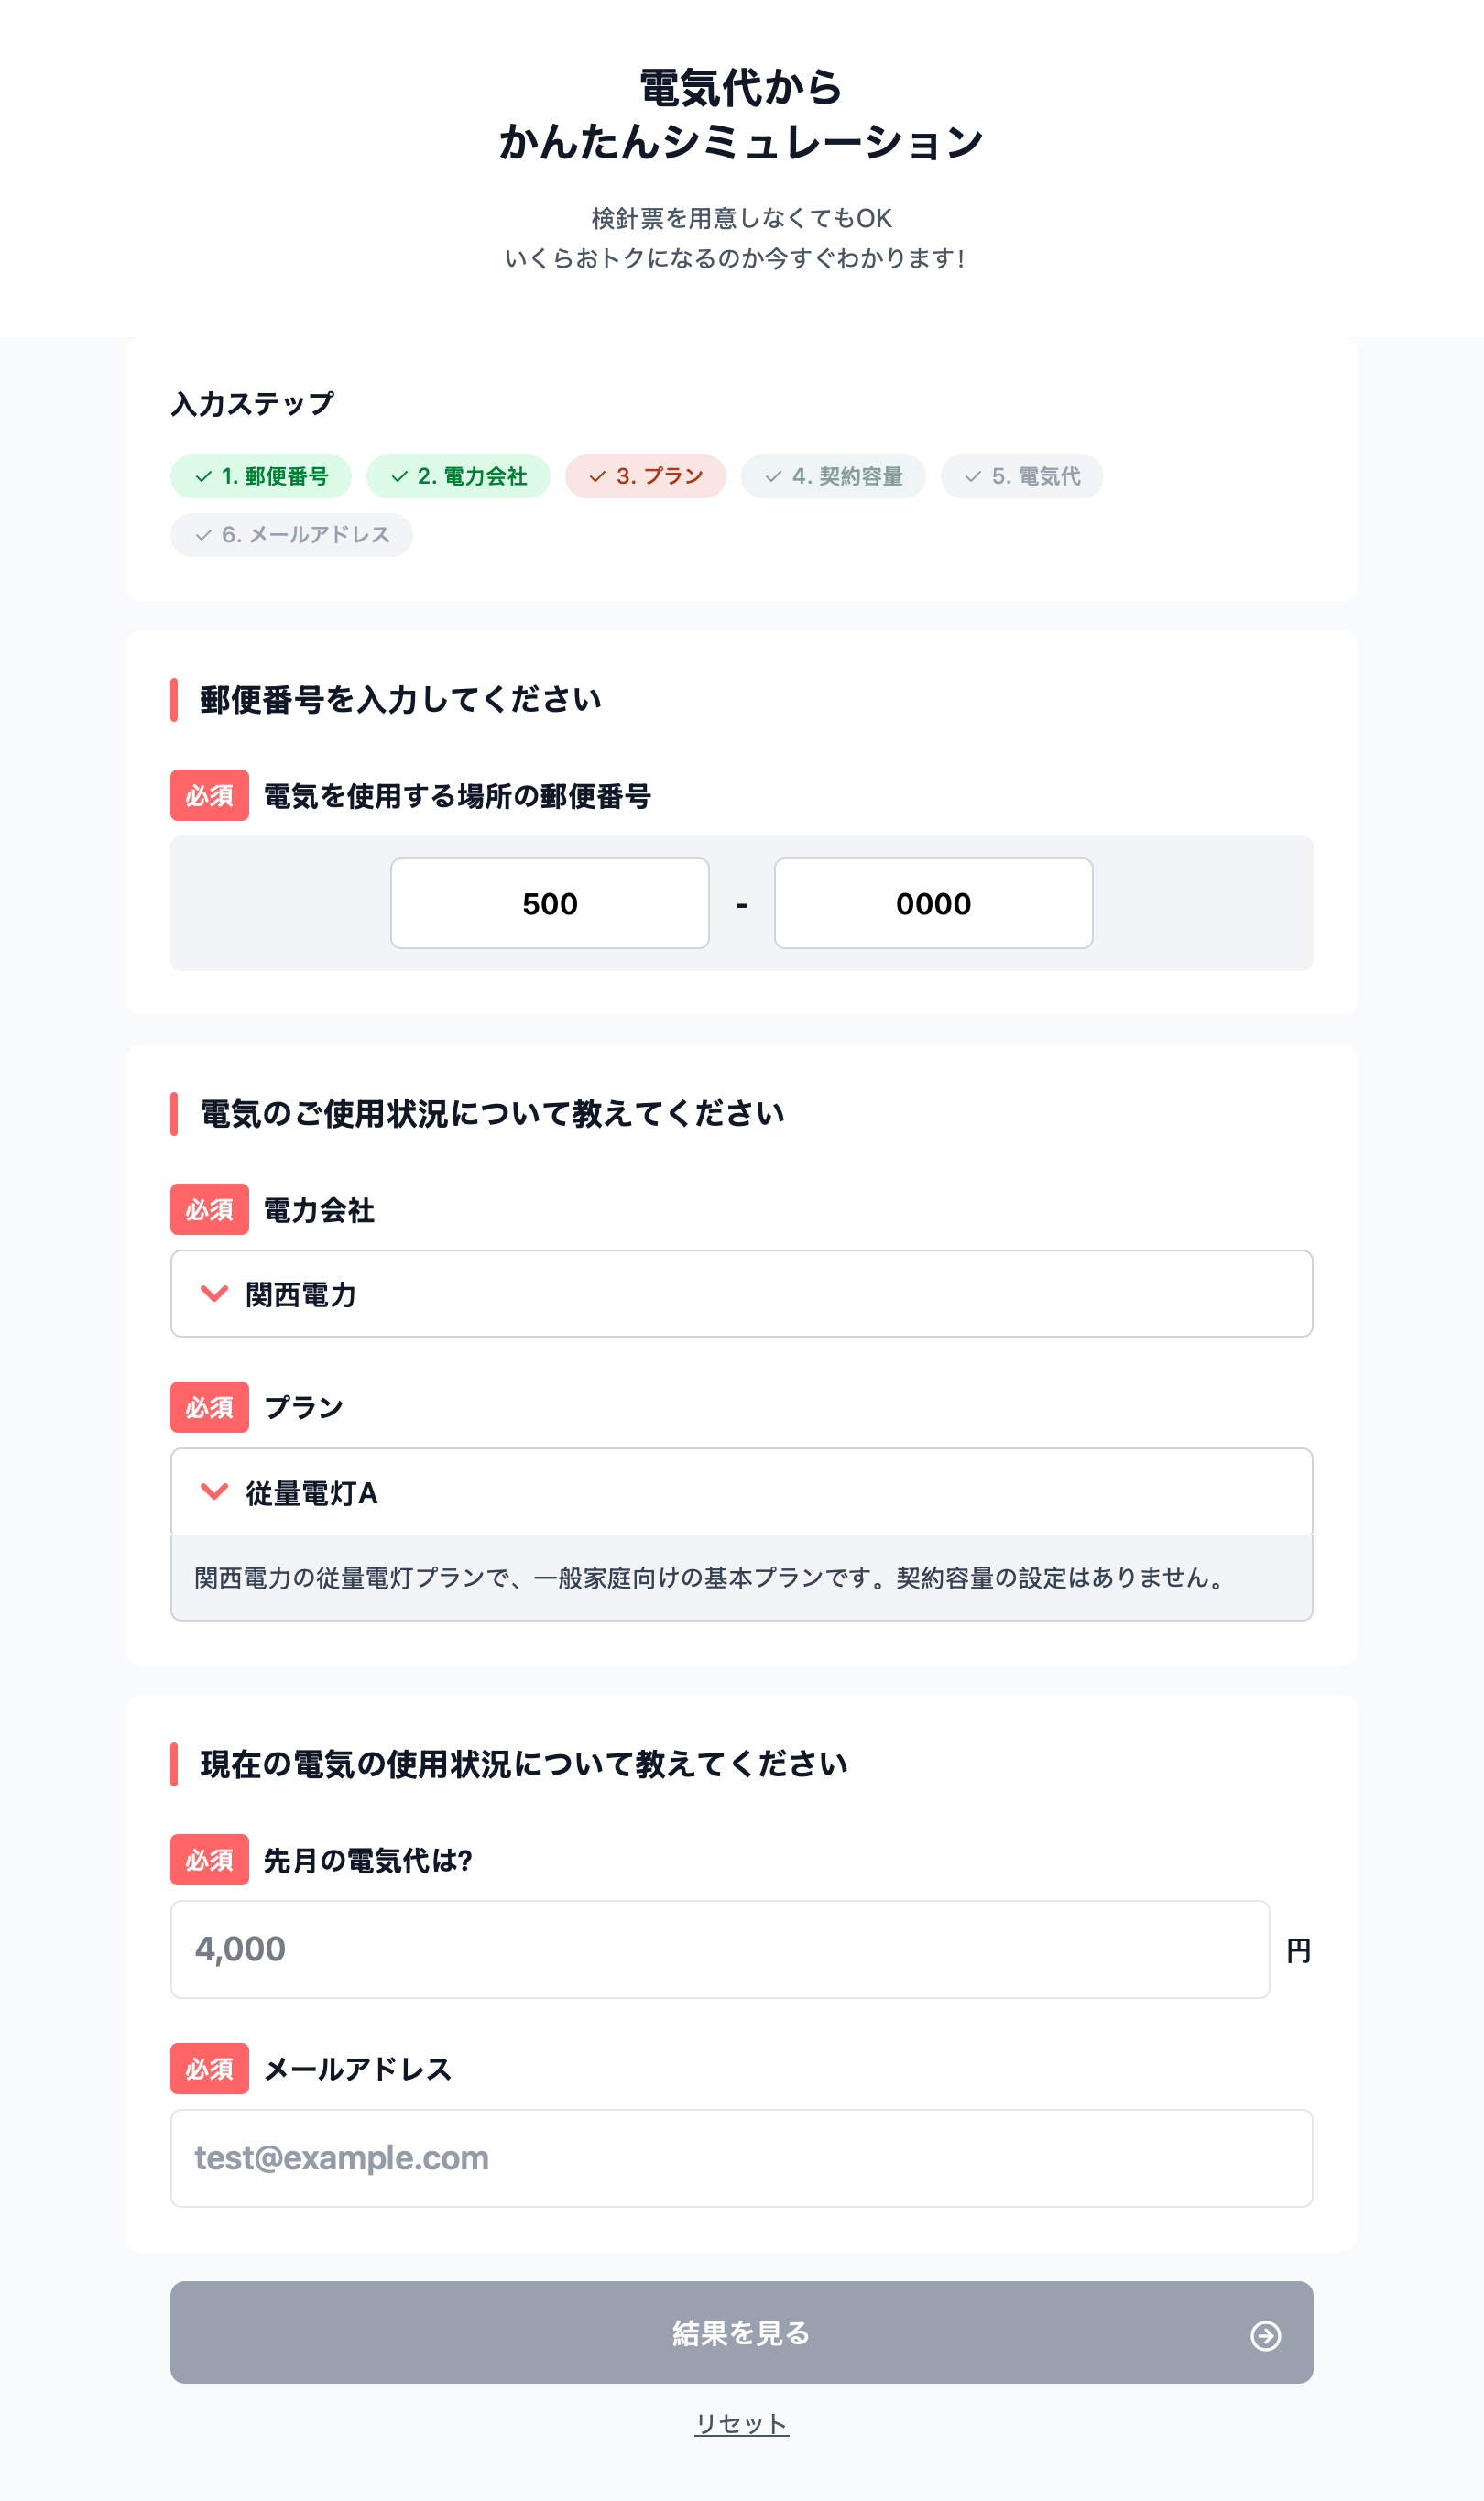 電気代から
かんたんシミュレーション
検針票を用意しなくてもOK
いくらおトクになるのか今すぐわかります!
入力ステップ
1. 郵便番号
2. 電力会社
3. プラン
4. 契約容量
5. 電気代
6. メールアドレス
郵便番号を入力してください
必須 電気を使用する場所の郵便番号
500 - 0000
電気のご使用状況について教えてください
必須 電力会社
関西電力
必須 プラン
従量電灯A
関西電力の従量電灯プランで、一般家庭向けの基本プランです。契約容量の設定はありません。
現在の電気の使用状況について教えてください
必須 先月の電気代は?
4,000 円
必須 メールアドレス
test@example.com
結果を見る
リセット